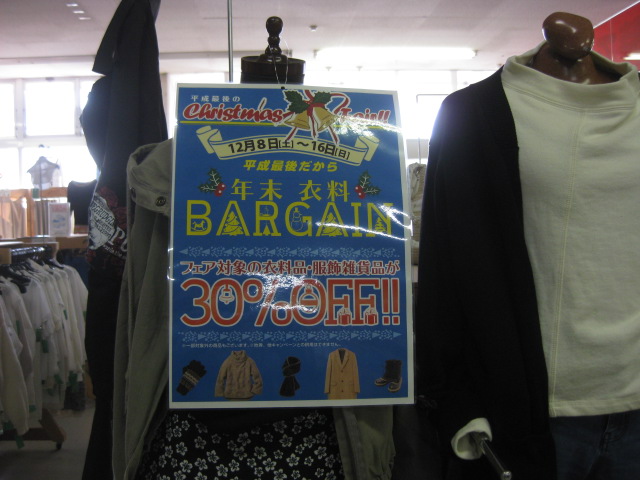 平成最後の
Christmas Fair!!
12月8日(土)～16日(日)
平成最後だから
年末 衣料
BARGAIN
フェア対象の衣料品・服飾雑貨品が
30%OFF!!